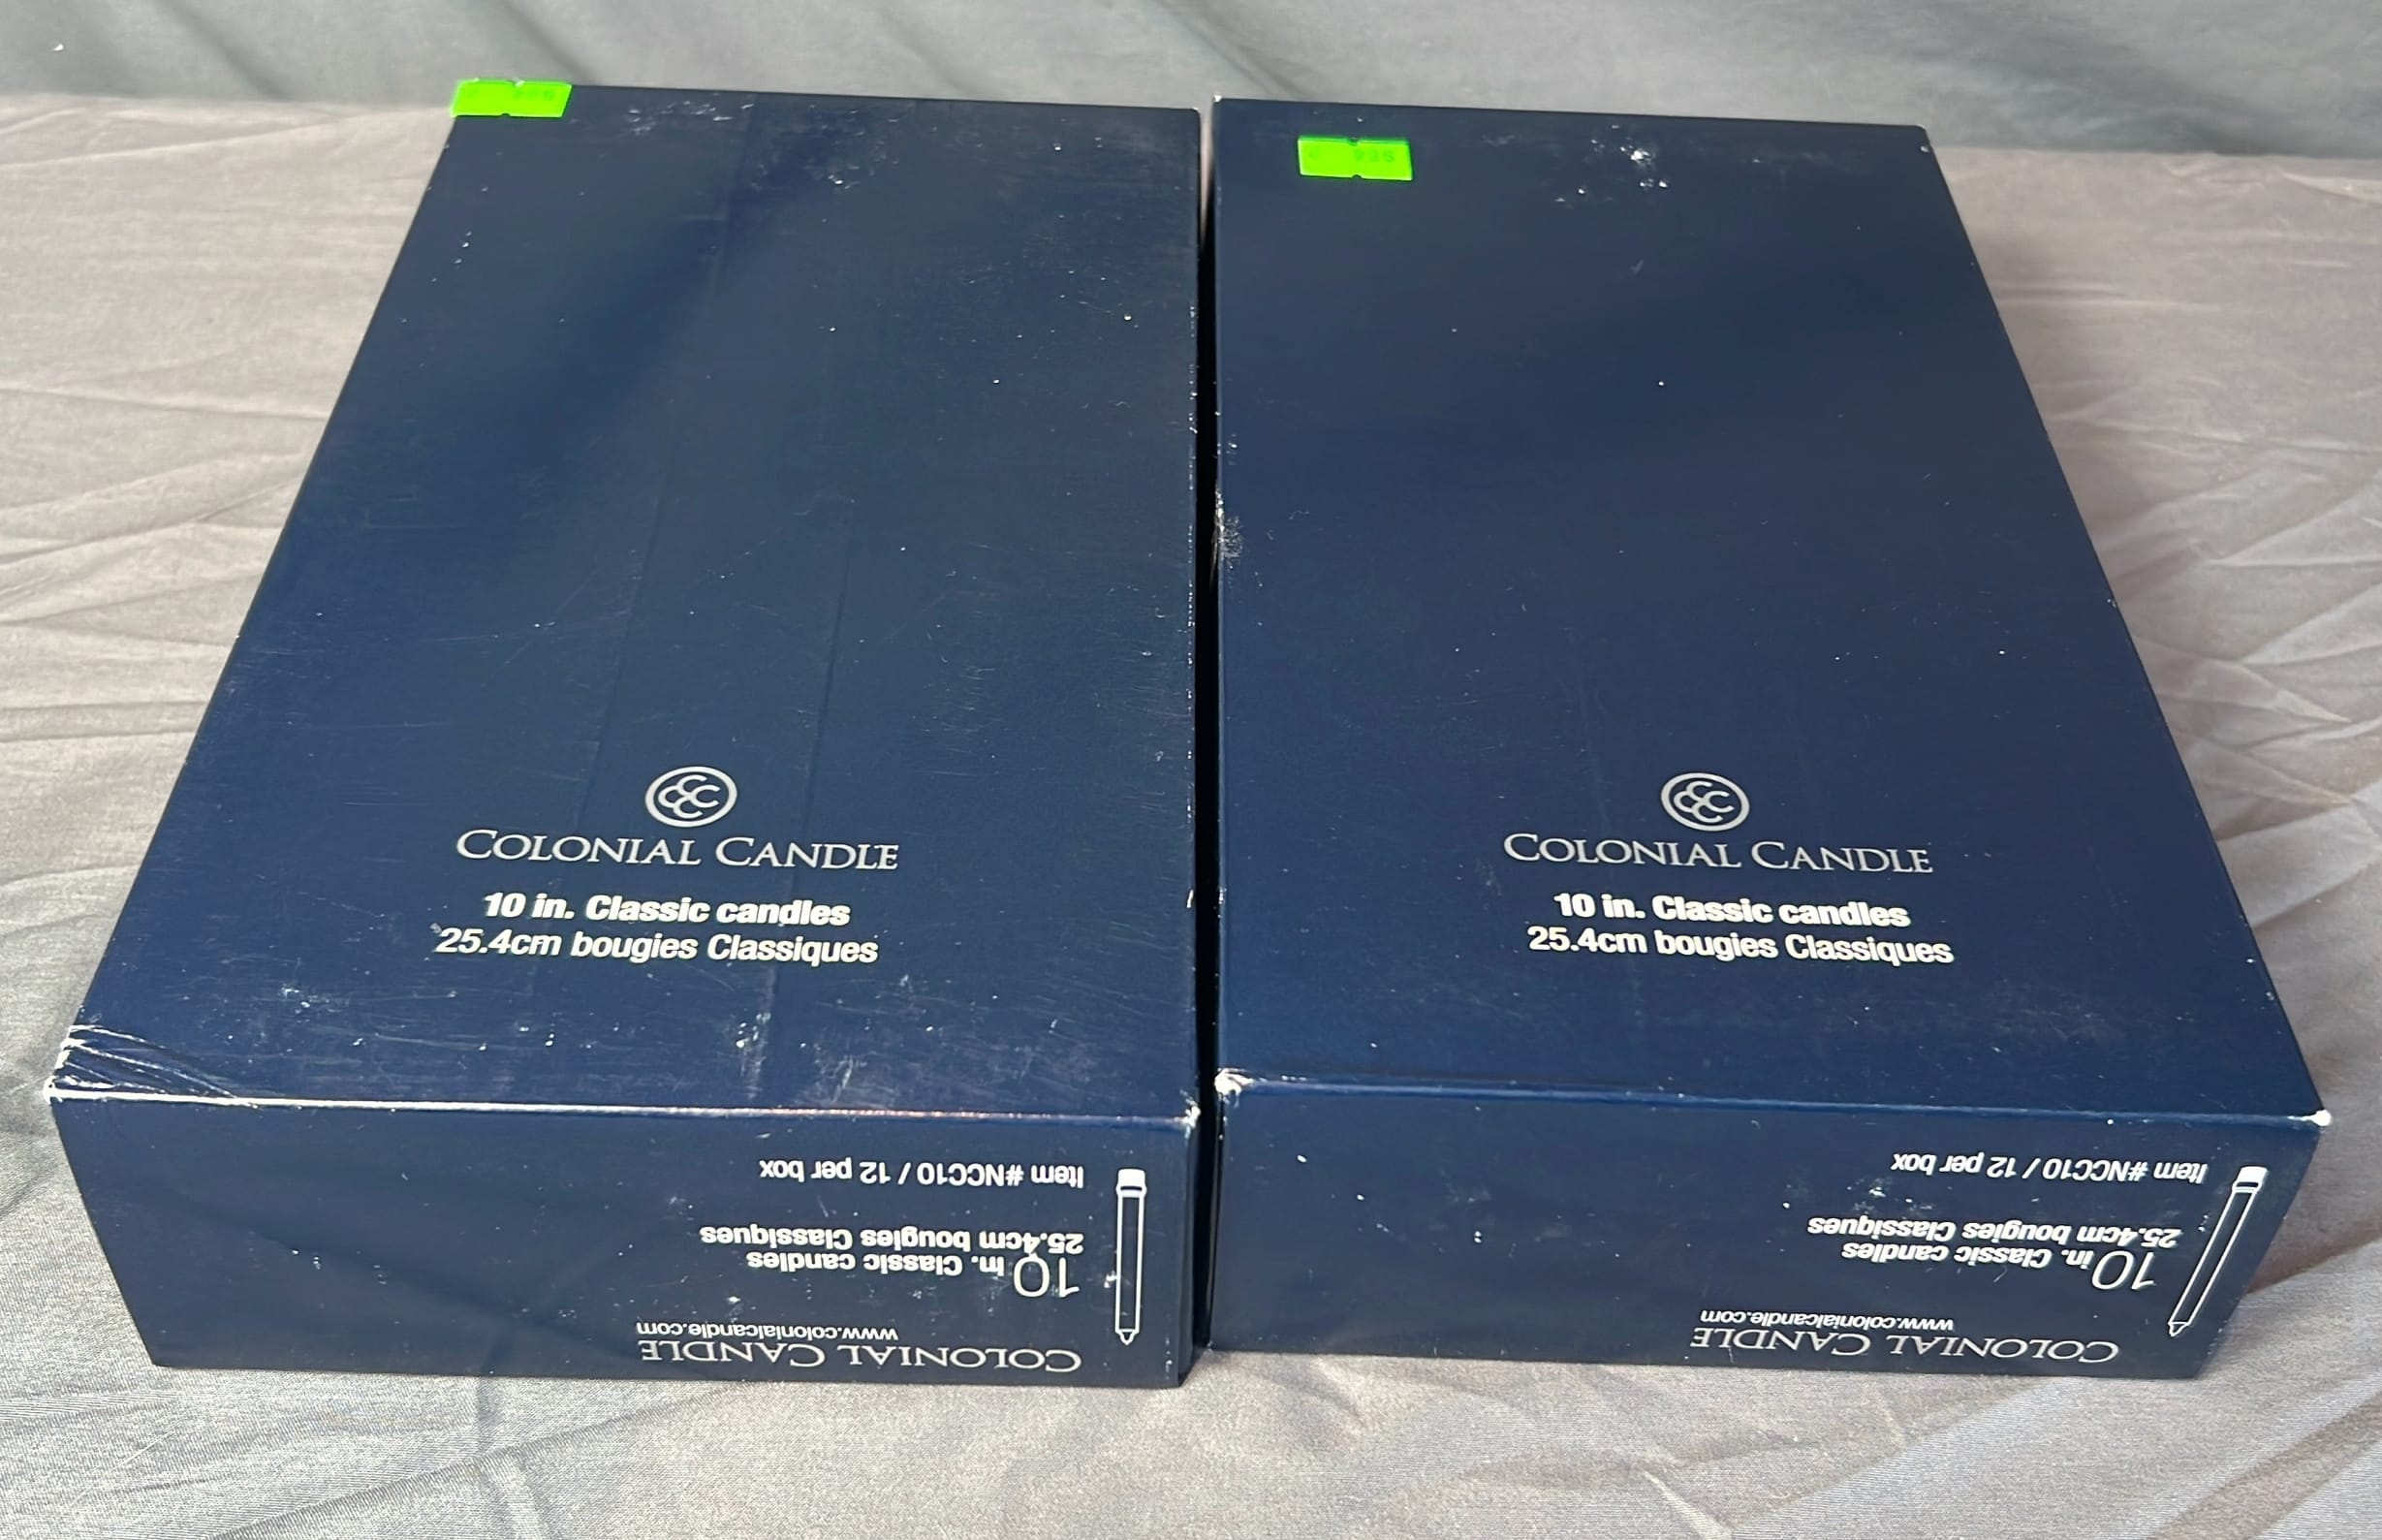 COLONIAL CANDLE
10 in. Classic candles
25.4cm bougies Classiques
Item #NCC10 / 12 per box
25.4cm bougies Classiques
10 in. Classic candles
www.colonialcandle.com
COLONIAL CANDLE
COLONIAL CANDLE
10 in. Classic candles
25.4cm bougies Classiques
Item #NCC10 / 12 per box
25.4cm bougies Classiques
10 in. Classic candles
www.colonialcandle.com
COLONIAL CANDLE